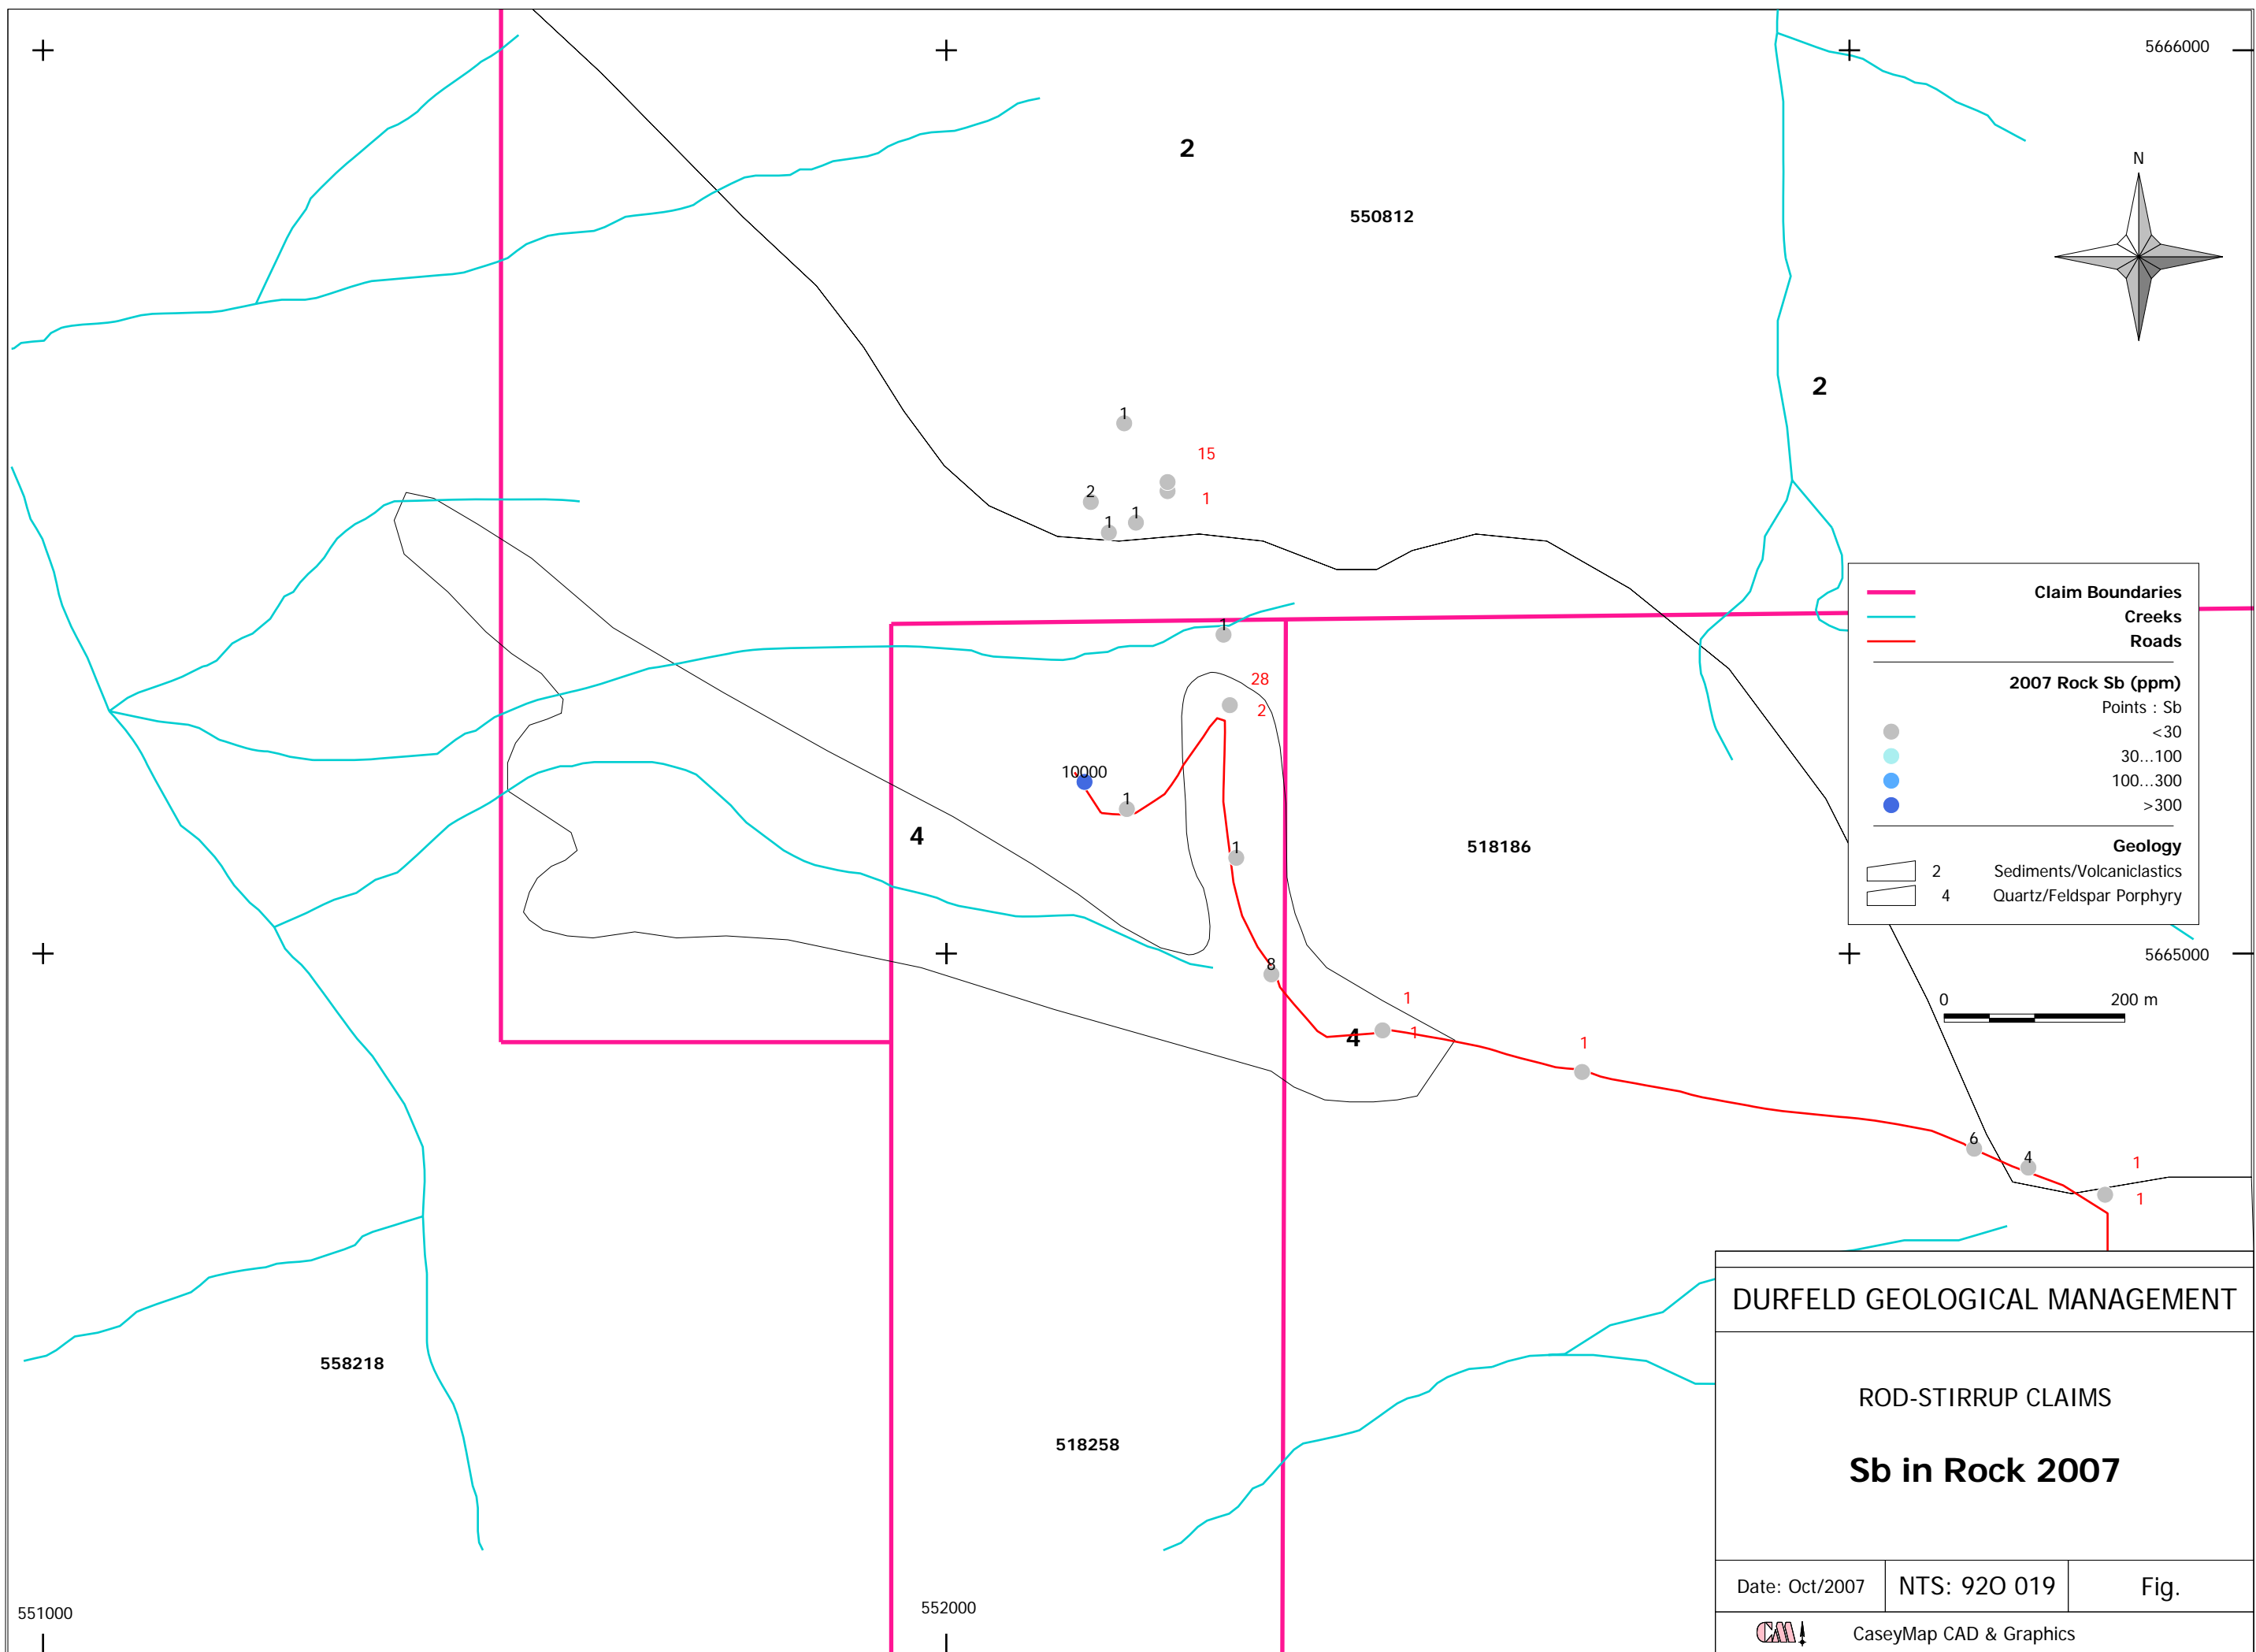 5666000
2
550812
N
2
1
15
2
1
1
1
Claim Boundaries
Creeks
Roads
2007 Rock Sb (ppm)
Points : Sb
<30
30...100
100...300
>300
Geology
2 Sediments/Volcaniclastics
4 Quartz/Feldspar Porphyry
1
28
2
10000
1
4
518186
1
8
5665000
1
4
1
1
0 200 m
6
4
1
1
DURFELD GEOLOGICAL MANAGEMENT
ROD-STIRRUP CLAIMS
Sb in Rock 2007
558218
518258
Date: Oct/2007 NTS: 92O 019 Fig.
551000
552000
CaseyMap CAD & Graphics